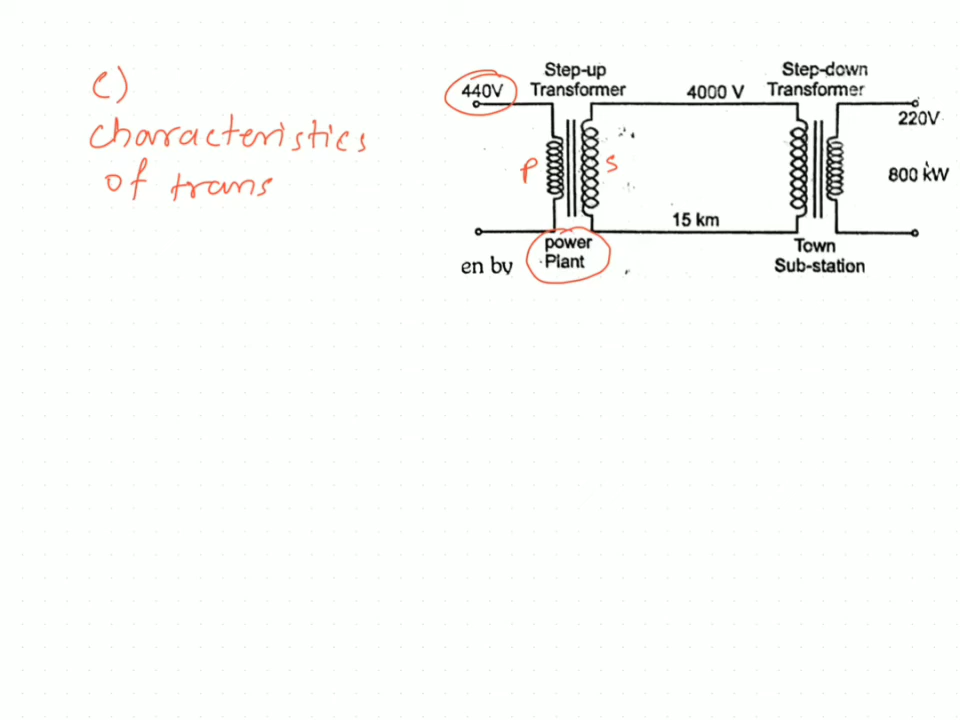 c)
characteristics
of trans
440V
Step-up
Transformer
4000 V
Step-down
Transformer
220V
P
S
800 kW
15 km
power
Plant
en by
Town
Sub-station